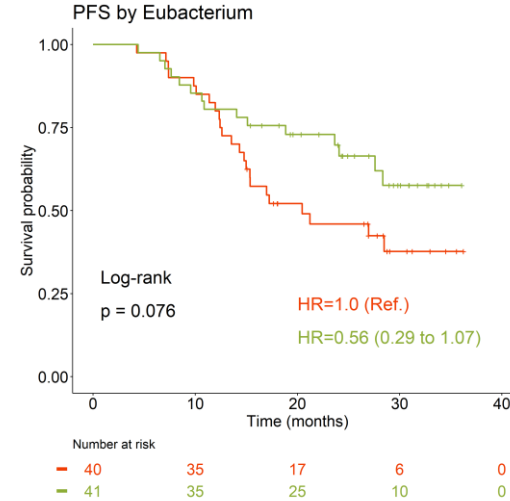 PFS by Eubacterium
1.00
0.75
0.50
0.25
0.00
Survival probability
Log-rank
p = 0.076
HR=1.0 (Ref.)
HR=0.56 (0.29 to 1.07)
0 10 20 30 40
Time (months)
Number at risk
40 35 17 6 0
41 35 25 10 0